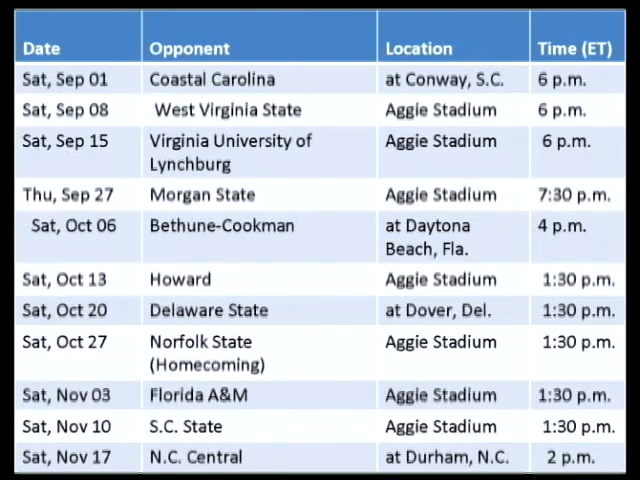 Date Opponent Location Time (ET)
Sat, Sep 01 Coastal Carolina at Conway, S.C. 6 p.m.
Sat, Sep 08 West Virginia State Aggie Stadium 6 p.m.
Sat, Sep 15 Virginia University of Aggie Stadium 6 p.m.
Lynchburg
Thu, Sep 27 Morgan State Aggie Stadium 7:30 p.m.
Sat, Oct 06 Bethune-Cookman at Daytona 4 p.m.
Beach, Fla.
Sat, Oct 13 Howard Aggie Stadium 1:30 p.m.
Sat, Oct 20 Delaware State at Dover, Del. 1:30 p.m.
Sat, Oct 27 Norfolk State Aggie Stadium 1:30 p.m.
(Homecoming)
Sat, Nov 03 Florida A&M Aggie Stadium 1:30 p.m.
Sat, Nov 10 S.C. State Aggie Stadium 1:30 p.m.
Sat, Nov 17 N.C. Central at Durham, N.C. 2 p.m.